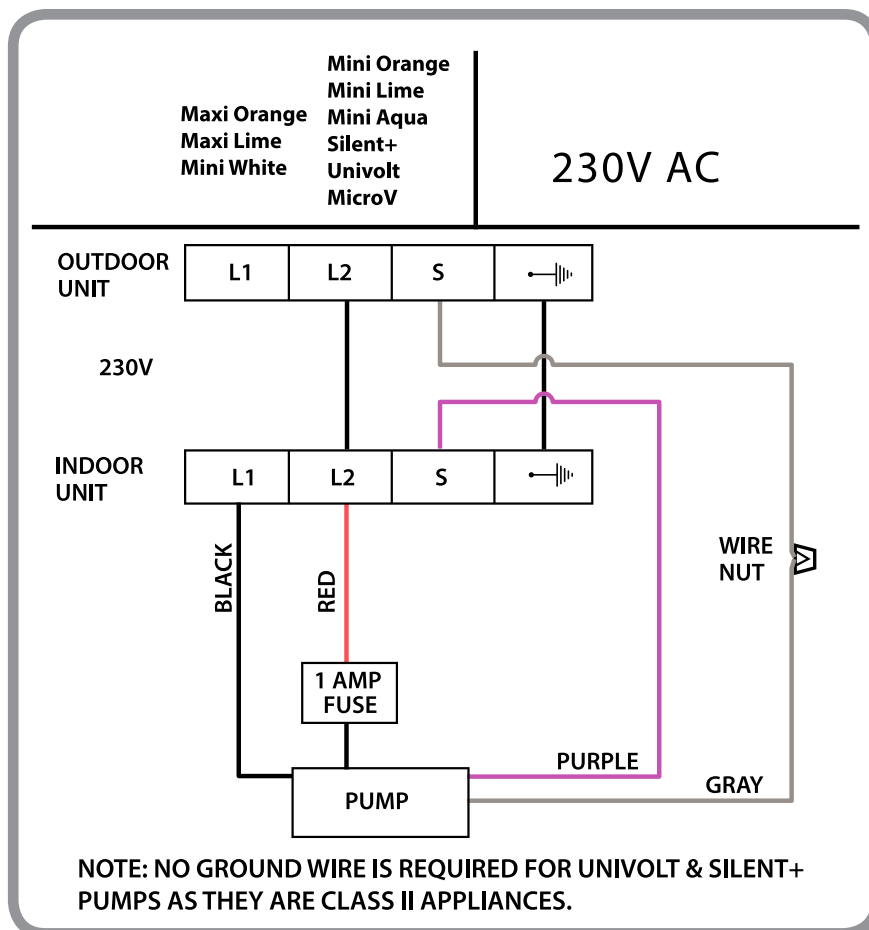 Maxi Orange
Maxi Lime
Mini White
Mini Orange
Mini Lime
Mini Aqua
Silent+
Univolt
MicroV
230V AC
OUTDOOR
UNIT
L1
L2
S
230V
INDOOR
UNIT
L1
L2
S
BLACK
RED
WIRE
NUT
1 AMP
FUSE
PURPLE
GRAY
PUMP
NOTE: NO GROUND WIRE IS REQUIRED FOR UNIVOLT & SILENT+
PUMPS AS THEY ARE CLASS II APPLIANCES.